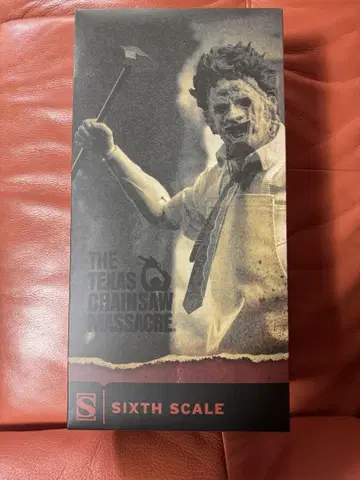 THE
TEXAS
CHAINSAW
MASSACRE.
S SIXTH SCALE